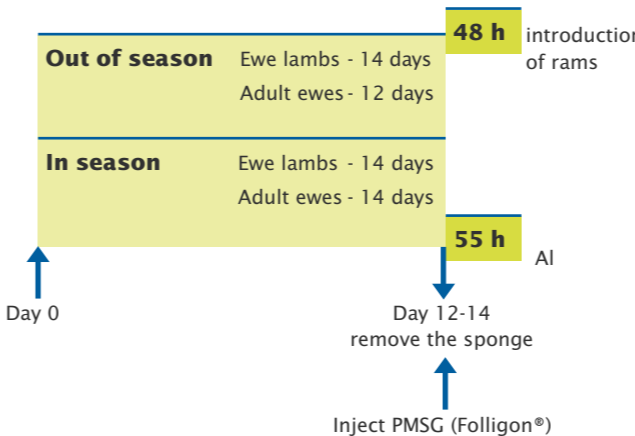 48 h
introduction
of rams
Out of season
Ewe lambs - 14 days
Adult ewes - 12 days
In season
Ewe lambs - 14 days
Adult ewes - 14 days
55 h
AI
Day 0
Day 12-14
remove the sponge
Inject PMSG (Folligon®)